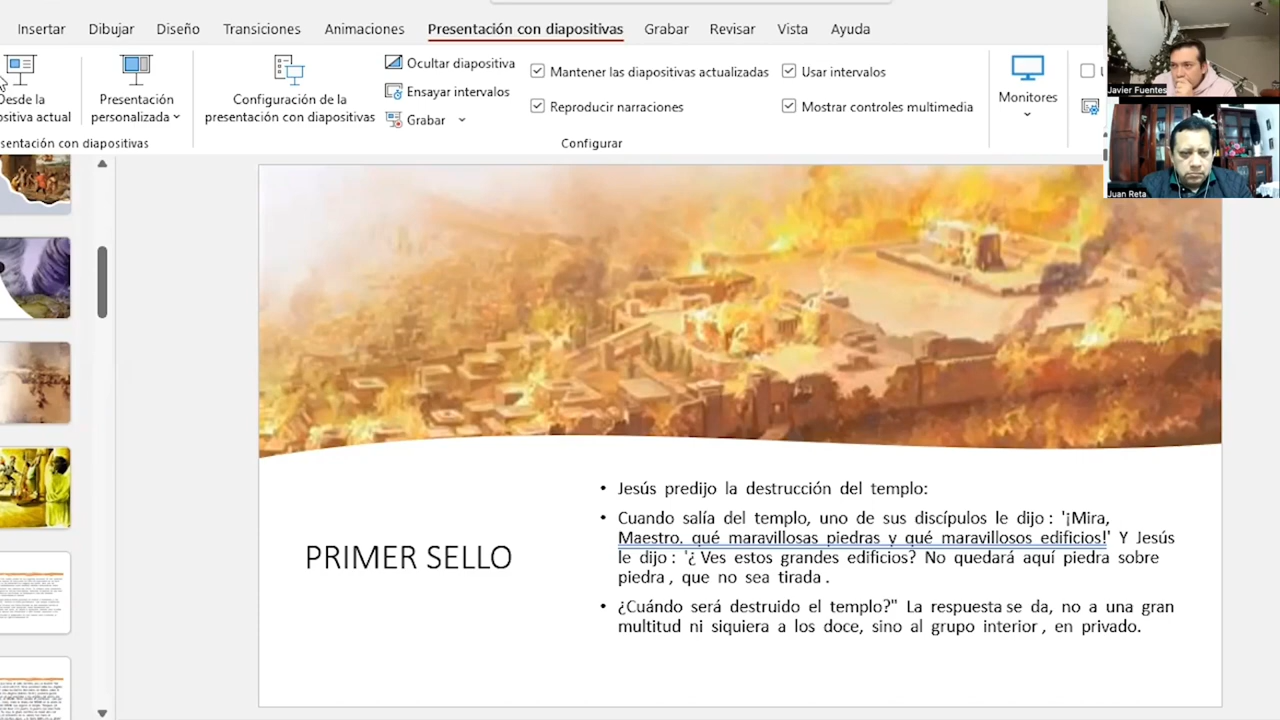 Insertar Dibujar Diseño Transiciones Animaciones Presentación con diapositivas Grabar Revisar Vista Ayuda
Desde la
positiva actual
Presentación
personalizada
Configuración de la
presentación con diapositivas
Ocultar diapositiva
Ensayar intervalos
Grabar
Mantener las diapositivas actualizadas
Reproducir narraciones
Usar intervalos
Mostrar controles multimedia
Monitores
sentación con diapositivas
Configurar
Javier Fuentes
Juan Reta
PRIMER SELLO
• Jesús predijo la destrucción del templo:
• Cuando salía del templo, uno de sus discípulos le dijo : '¡Mira,
Maestro. qué maravillosas piedras y qué maravillosos edificios!' Y Jesús
le dijo : '¿ Ves estos grandes edificios? No quedará aquí piedra sobre
piedra , que no sea tirada .
• ¿Cuándo será destruido el templo?" La respuesta se da, no a una gran
multitud ni siquiera a los doce, sino al grupo interior , en privado.